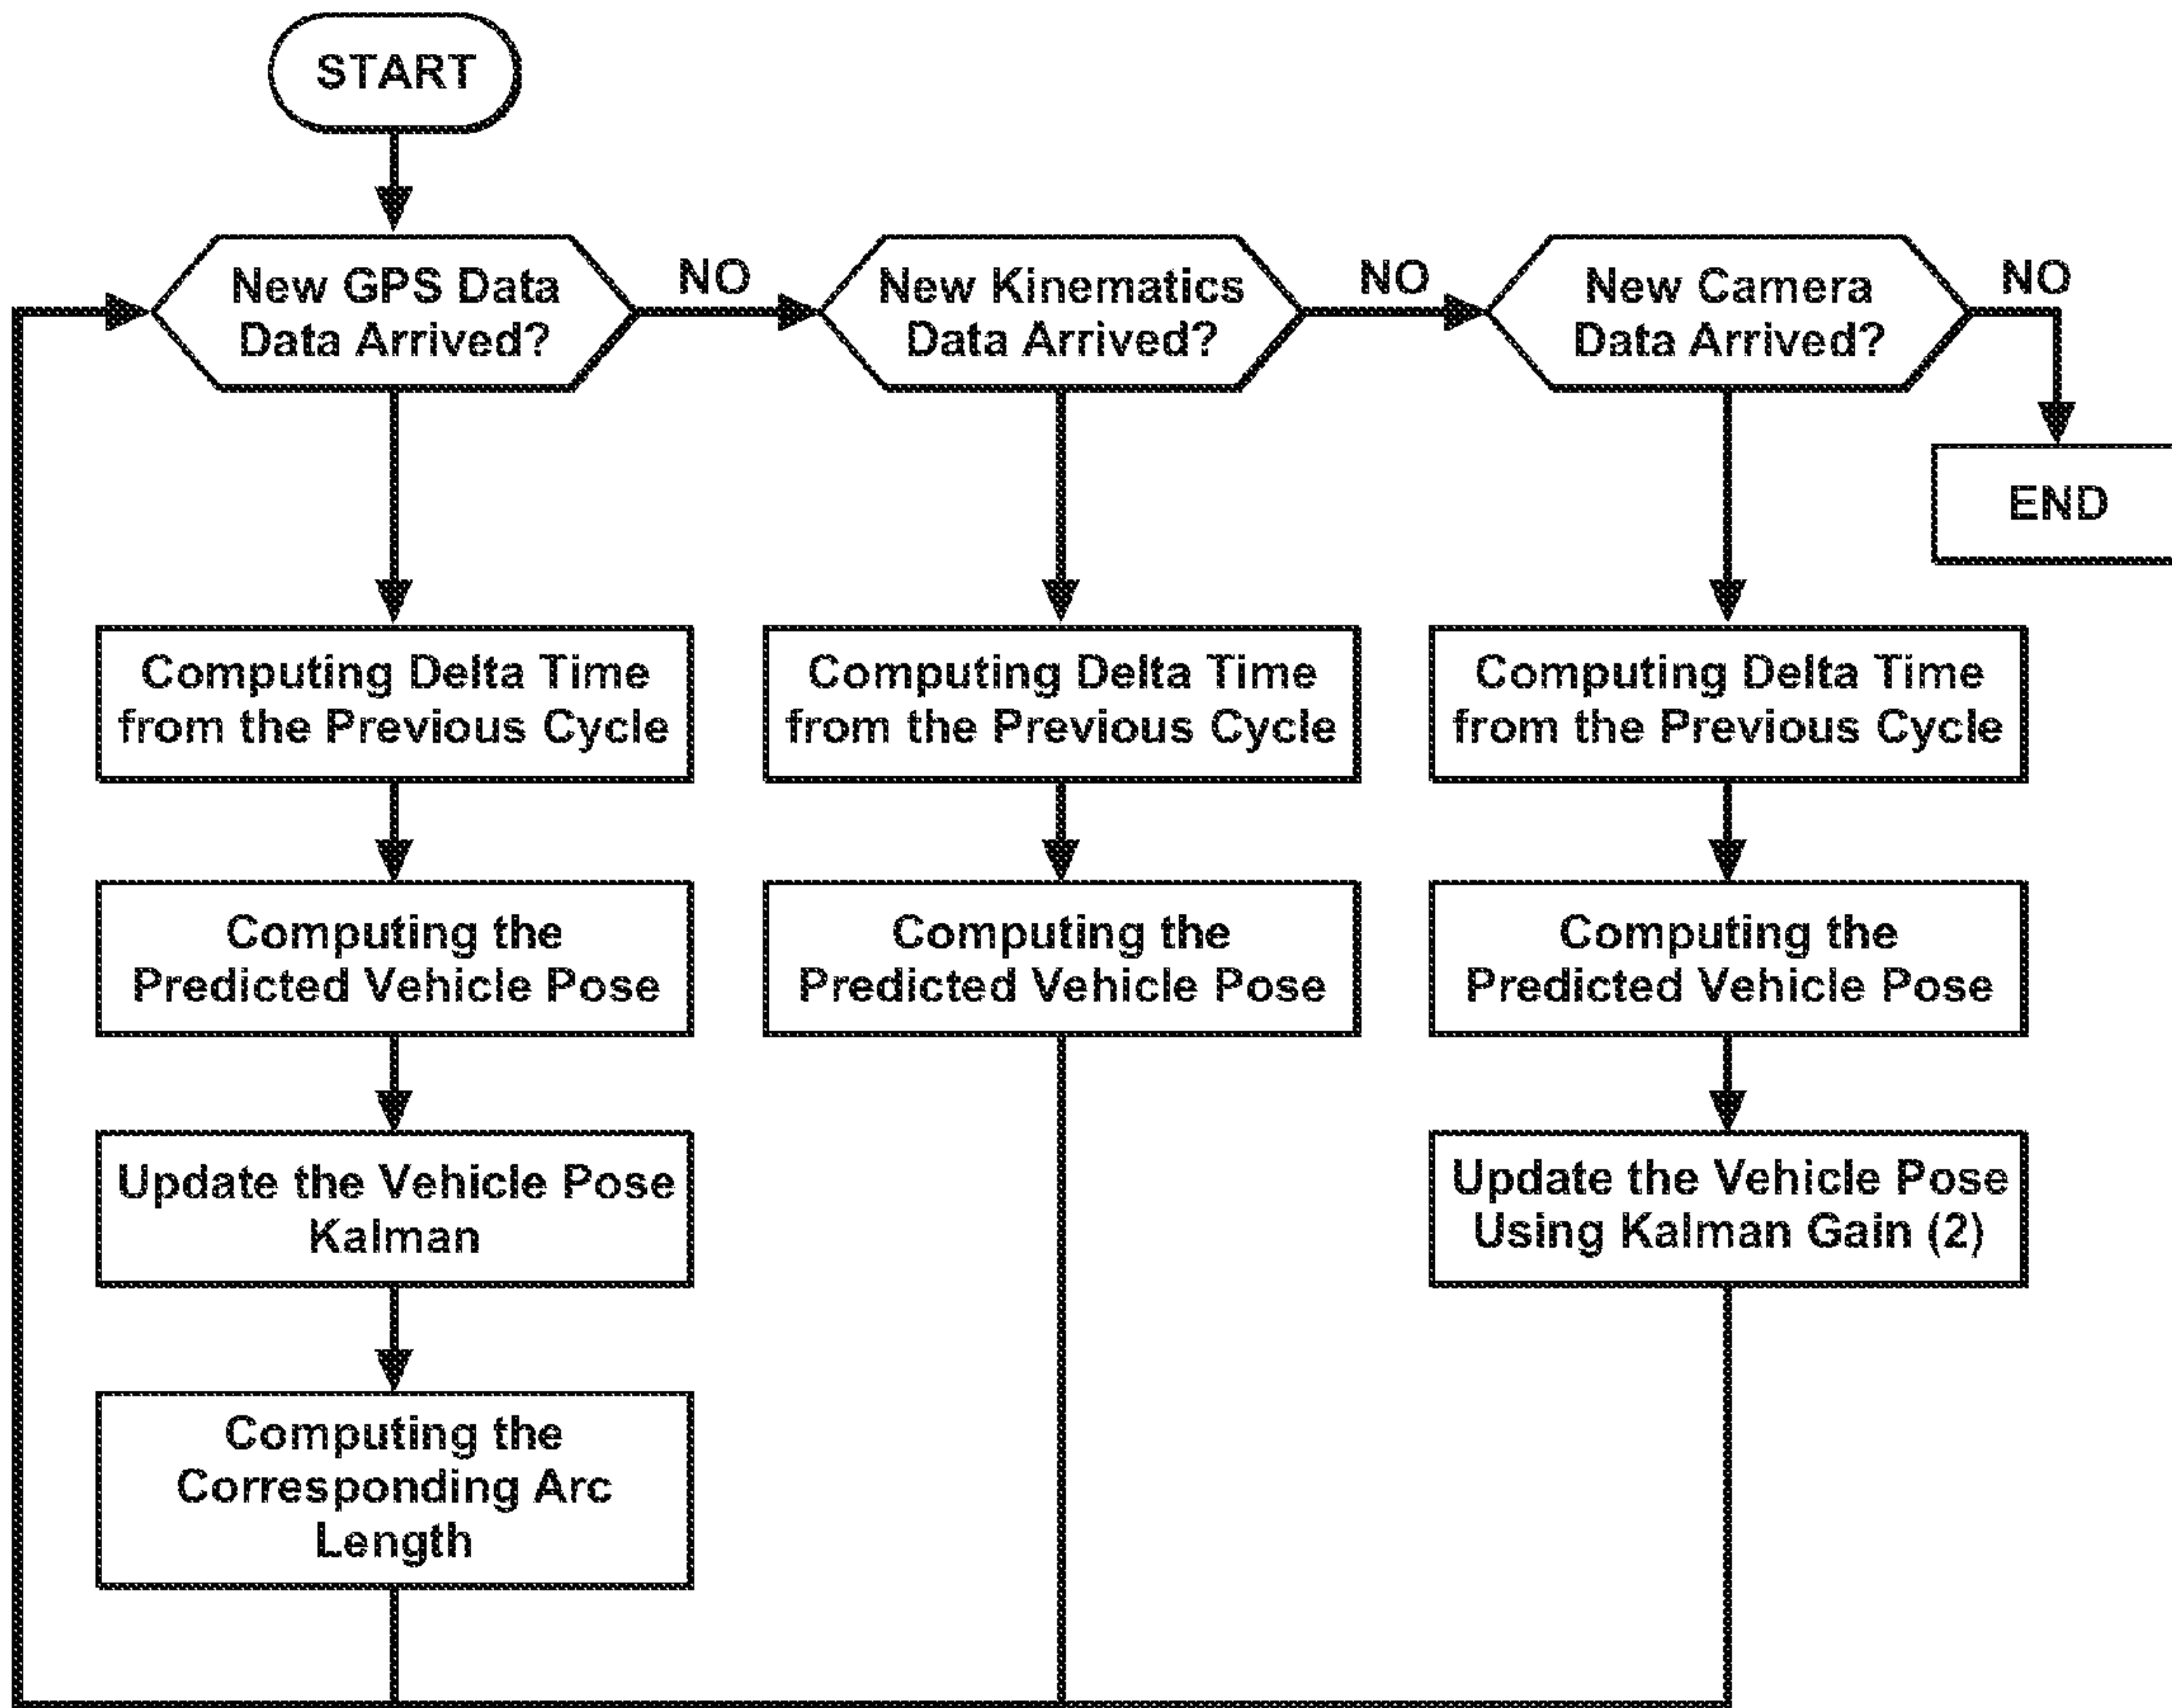 START
New GPS Data
Data Arrived?
NO
New Kinematics
Data Arrived?
NO
New Camera
Data Arrived?
NO
END
Computing Delta Time
from the Previous Cycle
Computing Delta Time
from the Previous Cycle
Computing Delta Time
from the Previous Cycle
Computing the
Predicted Vehicle Pose
Computing the
Predicted Vehicle Pose
Computing the
Predicted Vehicle Pose
Update the Vehicle Pose
Kalman
Update the Vehicle Pose
Using Kalman Gain (2)
Computing the
Corresponding Arc
Length